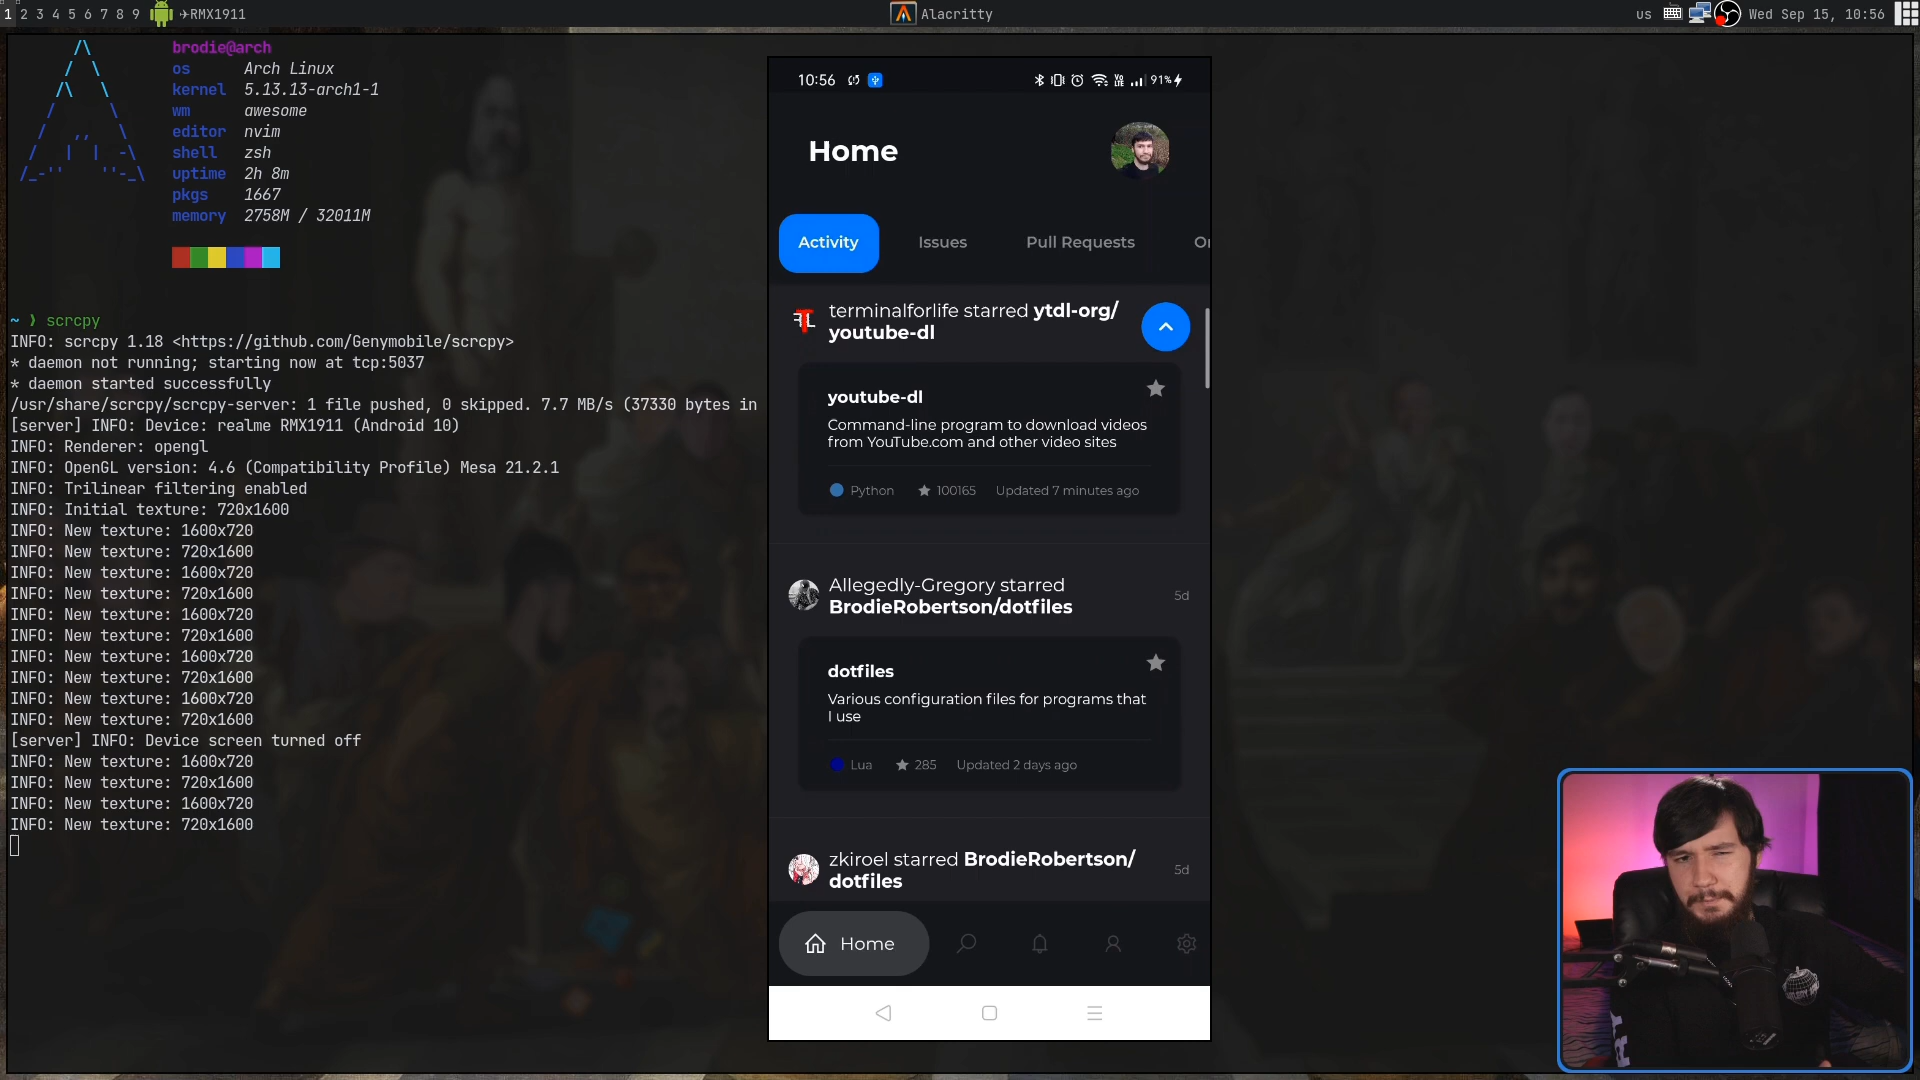 1 2 3 4 5 6 7 8 9 ✈RMX1911
Alacritty
us Wed Sep 15, 10:56
brodie@arch
os Arch Linux
kernel 5.13.13-arch1-1
wm awesome
editor nvim
shell zsh
uptime 2h 8m
pkgs 1667
memory 2758M / 32011M
~ ❯ scrcpy
INFO: scrcpy 1.18 <https://github.com/Genymobile/scrcpy>
* daemon not running; starting now at tcp:5037
* daemon started successfully
/usr/share/scrcpy/scrcpy-server: 1 file pushed, 0 skipped. 7.7 MB/s (37330 bytes in
[server] INFO: Device: realme RMX1911 (Android 10)
INFO: Renderer: opengl
INFO: OpenGL version: 4.6 (Compatibility Profile) Mesa 21.2.1
INFO: Trilinear filtering enabled
INFO: Initial texture: 720x1600
INFO: New texture: 1600x720
INFO: New texture: 720x1600
INFO: New texture: 1600x720
INFO: New texture: 720x1600
INFO: New texture: 1600x720
INFO: New texture: 720x1600
INFO: New texture: 1600x720
INFO: New texture: 720x1600
INFO: New texture: 1600x720
INFO: New texture: 720x1600
[server] INFO: Device screen turned off
INFO: New texture: 1600x720
INFO: New texture: 720x1600
INFO: New texture: 1600x720
INFO: New texture: 720x1600
10:56 91%
Home
Activity Issues Pull Requests Or
terminalforlife starred ytdl-org/
youtube-dl
youtube-dl
Command-line program to download videos
from YouTube.com and other video sites
Python 100165 Updated 7 minutes ago
Allegedly-Gregory starred
BrodieRobertson/dotfiles
5d
dotfiles
Various configuration files for programs that
I use
Lua 285 Updated 2 days ago
zkiroel starred BrodieRobertson/
dotfiles
5d
Home